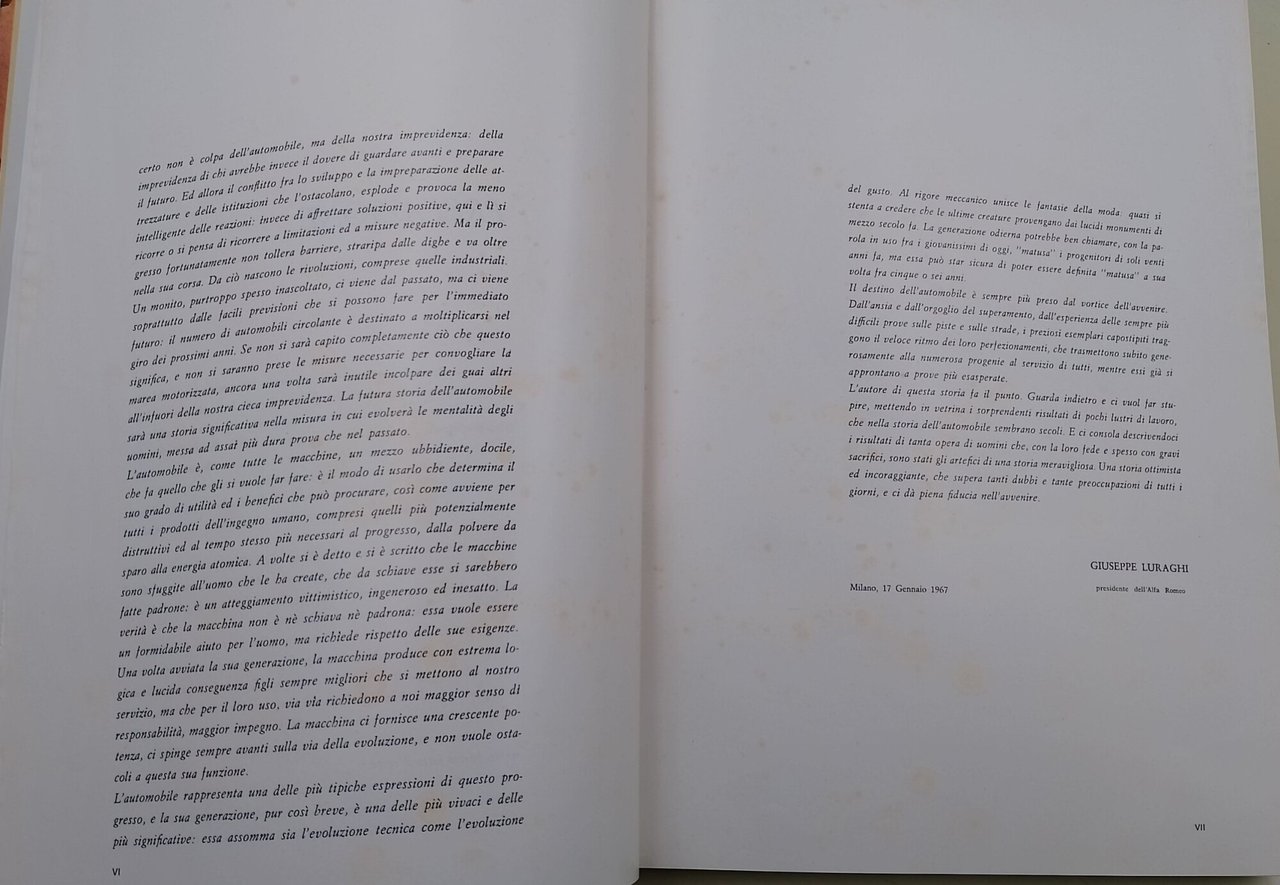 certo non è colpa dell'automobile, ma della nostra imprevidenza: della
imprevidenza di chi avrebbe invece il dovere di guardare avanti e preparare
il futuro. Ed allora il conflitto fra lo sviluppo e la impreparazione delle at-
trezzature e delle istituzioni che l'ostacolano, esplode e provoca la meno
intelligente delle reazioni: invece di affrettare soluzioni positive, qui e lì si
ricorre o si pensa di ricorrere a limitazioni ed a misure negative. Ma il pro-
gresso fortunatamente non tollera barriere, straripa dalle dighe e va oltre
nella sua corsa. Da ciò nascono le rivoluzioni, comprese quelle industriali.
Un monito, purtroppo spesso inascoltato, ci viene dal passato, ma ci viene
soprattutto dalle facili previsioni che si possono fare per l'immediato
futuro: il numero di automobili circolante è destinato a moltiplicarsi nel
giro dei prossimi anni. Se non si sarà capito completamente ciò che questo
significa, e non si saranno prese le misure necessarie per convogliare la
marea motorizzata, ancora una volta sarà inutile incolpare dei guai altri
all'infuori della nostra cieca imprevidenza. La futura storia dell'automobile
sarà una storia significativa nella misura in cui evolverà le mentalità degli
uomini, messa ad assai più dura prova che nel passato.
L'automobile è, come tutte le macchine, un mezzo ubbidiente, docile,
che fa quello che gli si vuole far fare: è il modo di usarlo che determina il
suo grado di utilità ed i benefici che può procurare, così come avviene per
tutti i prodotti dell'ingegno umano, compresi quelli più potenzialmente
distruttivi ed al tempo stesso più necessari al progresso, dalla polvere da
sparo alla energia atomica. A volte si è detto e si è scritto che le macchine
sono sfuggite all'uomo che le ha create, che da schiave esse si sarebbero
fatte padrone: è un atteggiamento vittimistico, ingeneroso ed inesatto. La
verità è che la macchina non è nè schiava nè padrona: essa vuole essere
un formidabile aiuto per l'uomo, ma richiede rispetto delle sue esigenze.
Una volta avviata la sua generazione, la macchina produce con estrema lo-
gica e lucida conseguenza figli sempre migliori che si mettono al nostro
servizio, ma che per il loro uso, via via richiedono a noi maggior senso di
responsabilità, maggior impegno. La macchina ci fornisce una crescente po-
tenza, ci spinge sempre avanti sulla via della evoluzione, e non vuole osta-
coli a questa sua funzione.
L'automobile rappresenta una delle più tipiche espressioni di questo pro-
gresso, e la sua generazione, pur così breve, è una delle più vivaci e delle
più significative: essa assomma sia l'evoluzione tecnica come l'evoluzione
VI
del gusto. Al rigore meccanico unisce le fantasie della moda: quasi si
stenta a credere che le ultime creature provengano dai lucidi monumenti di
mezzo secolo fa. La generazione odierna potrebbe ben chiamare, con la pa-
rola in uso fra i giovanissimi di oggi, "matusa" i progenitori di soli venti
anni fa, ma essa può star sicura di poter essere definita "matusa" a sua
volta fra cinque o sei anni.
Il destino dell'automobile è sempre più preso dal vortice dell'avvenire.
Dall'ansia e dall'orgoglio del superamento, dall'esperienza delle sempre più
difficili prove sulle piste e sulle strade, i preziosi esemplari capostipiti trag-
gono il veloce ritmo dei loro perfezionamenti, che trasmettono subito gene-
rosamente alla numerosa progenie al servizio di tutti, mentre essi già si
approntano a prove più esasperate.
L'autore di questa storia fa il punto. Guarda indietro e ci vuol far stu-
pire, mettendo in vetrina i sorprendenti risultati di pochi lustri di lavoro,
che nella storia dell'automobile sembrano secoli. E ci consola descrivendoci
i risultati di tanta opera di uomini che, con la loro fede e spesso con gravi
sacrifici, sono stati gli artefici di una storia meravigliosa. Una storia ottimista
ed incoraggiante, che supera tanti dubbi e tante preoccupazioni di tutti i
giorni, e ci dà piena fiducia nell'avvenire.
GIUSEPPE LURAGHI
Milano, 17 Gennaio 1967 presidente dell'Alfa Romeo
VII